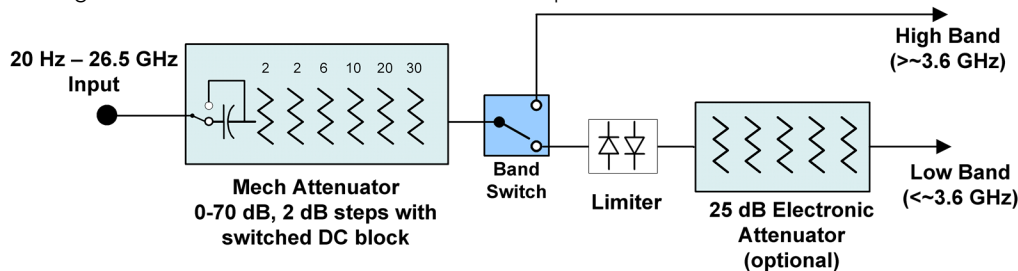 High Band
(>~3.6 GHz)
20 Hz – 26.5 GHz
Input
2 2 6 10 20 30
Band
Switch
Limiter
Low Band
(<~3.6 GHz)
Mech Attenuator
0-70 dB, 2 dB steps with
switched DC block
25 dB Electronic
Attenuator
(optional)